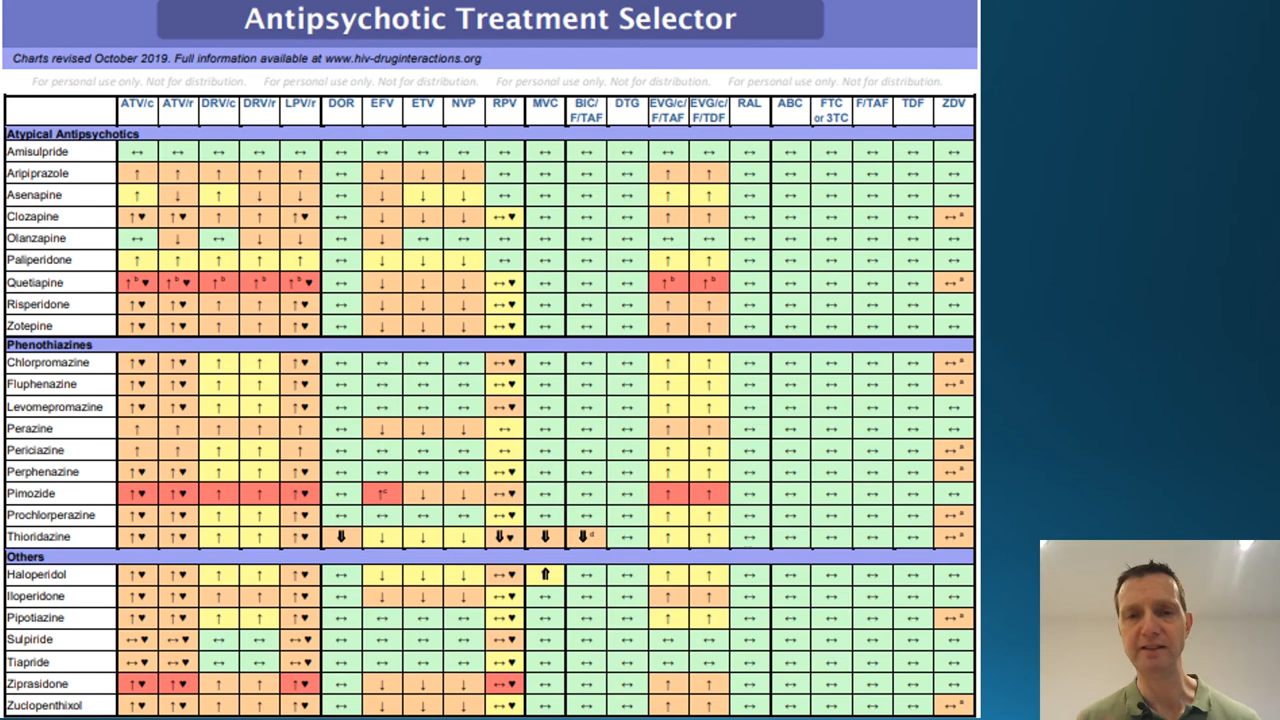 Antipsychotic Treatment Selector
Charts revised October 2019. Full information available at www.hiv-druginteractions.org
For personal use only. Not for distribution. For personal use only. Not for distribution. For personal use only. Not for distribution. For personal use only. Not for distribution.
ATV/c ATV/r DRV/c DRV/r LPV/r DOR EFV ETV NVP RPV MVC BIC/ DTG EVG/c/ EVG/c/ RAL ABC FTC F/TAF TDF ZDV
F/TAF F/TAF F/TDF or 3TC
Atypical Antipsychotics
Amisulpride ↔ ↔ ↔ ↔ ↔ ↔ ↔ ↔ ↔ ↔ ↔ ↔ ↔ ↔ ↔ ↔ ↔ ↔ ↔ ↔ ↔
Aripiprazole ↑ ↑ ↑ ↑ ↑ ↔ ↓ ↓ ↓ ↔ ↔ ↔ ↔ ↑ ↑ ↔ ↔ ↔ ↔ ↔ ↔
Asenapine ↑ ↓ ↑ ↓ ↓ ↔ ↓ ↓ ↓ ↔ ↔ ↔ ↔ ↑ ↑ ↔ ↔ ↔ ↔ ↔ ↔
Clozapine ↑♥ ↑♥ ↑ ↑ ↑♥ ↔ ↓ ↓ ↓ ↔♥ ↔ ↔ ↔ ↑ ↑ ↔ ↔ ↔ ↔ ↔ ↔a
Olanzapine ↔ ↓ ↔ ↓ ↓ ↔ ↓ ↔ ↔ ↔ ↔ ↔ ↔ ↔ ↔ ↔ ↔ ↔ ↔ ↔ ↔
Paliperidone ↑ ↑ ↑ ↑ ↑ ↔ ↓ ↓ ↓ ↔ ↔ ↔ ↔ ↑ ↑ ↔ ↔ ↔ ↔ ↔ ↔
Quetiapine ↑b♥ ↑b♥ ↑b ↑b ↑b♥ ↔ ↓ ↓ ↓ ↔♥ ↔ ↔ ↔ ↑b ↑b ↔ ↔ ↔ ↔ ↔ ↔a
Risperidone ↑♥ ↑♥ ↑ ↑ ↑♥ ↔ ↓ ↓ ↓ ↔♥ ↔ ↔ ↔ ↑ ↑ ↔ ↔ ↔ ↔ ↔ ↔
Zotepine ↑♥ ↑♥ ↑ ↑ ↑♥ ↔ ↓ ↓ ↓ ↔♥ ↔ ↔ ↔ ↑ ↑ ↔ ↔ ↔ ↔ ↔ ↔
Phenothiazines
Chlorpromazine ↑♥ ↑♥ ↑ ↑ ↑♥ ↔ ↔ ↔ ↔ ↔♥ ↔ ↔ ↔ ↑ ↑ ↔ ↔ ↔ ↔ ↔ ↔a
Fluphenazine ↑♥ ↑♥ ↑ ↑ ↑♥ ↔ ↔ ↔ ↔ ↔♥ ↔ ↔ ↔ ↑ ↑ ↔ ↔ ↔ ↔ ↔ ↔a
Levomepromazine ↑♥ ↑♥ ↑ ↑ ↑♥ ↔ ↔ ↔ ↔ ↔♥ ↔ ↔ ↔ ↑ ↑ ↔ ↔ ↔ ↔ ↔ ↔
Perazine ↑ ↑ ↑ ↑ ↑ ↔ ↓ ↓ ↓ ↔ ↔ ↔ ↔ ↑ ↑ ↔ ↔ ↔ ↔ ↔ ↔
Periciazine ↑ ↑ ↑ ↑ ↑ ↔ ↔ ↔ ↔ ↔ ↔ ↔ ↔ ↑ ↑ ↔ ↔ ↔ ↔ ↔ ↔a
Perphenazine ↑♥ ↑♥ ↑ ↑ ↑♥ ↔ ↔ ↔ ↔ ↔♥ ↔ ↔ ↔ ↑ ↑ ↔ ↔ ↔ ↔ ↔ ↔a
Pimozide ↑♥ ↑♥ ↑ ↑ ↑♥ ↔ ↑c ↓ ↓ ↔♥ ↔ ↔ ↔ ↑ ↑ ↔ ↔ ↔ ↔ ↔ ↔
Prochlorperazine ↑♥ ↑♥ ↑ ↑ ↑♥ ↔ ↔ ↔ ↔ ↔♥ ↔ ↔ ↔ ↑ ↑ ↔ ↔ ↔ ↔ ↔ ↔a
Thioridazine ↑♥ ↑♥ ↑ ↑ ↑♥ ⇓ ↓ ↓ ↓ ⇓♥ ⇓ ⇓d ↔ ↑ ↑ ↔ ↔ ↔ ↔ ↔ ↔a
Others
Haloperidol ↑♥ ↑♥ ↑ ↑ ↑♥ ↔ ↓ ↓ ↓ ↔♥ ⇑ ↔ ↔ ↑ ↑ ↔ ↔ ↔ ↔ ↔ ↔
Iloperidone ↑♥ ↑♥ ↑ ↑ ↑♥ ↔ ↓ ↓ ↓ ↔♥ ↔ ↔ ↔ ↑ ↑ ↔ ↔ ↔ ↔ ↔ ↔
Pipotiazine ↑♥ ↑♥ ↑ ↑ ↑♥ ↔ ↔ ↔ ↔ ↔♥ ↔ ↔ ↔ ↑ ↑ ↔ ↔ ↔ ↔ ↔ ↔a
Sulpiride ↔♥ ↔♥ ↔ ↔ ↔♥ ↔ ↔ ↔ ↔ ↔♥ ↔ ↔ ↔ ↔ ↔ ↔ ↔ ↔ ↔ ↔ ↔
Tiapride ↔♥ ↔♥ ↔ ↔ ↔♥ ↔ ↔ ↔ ↔ ↔♥ ↔ ↔ ↔ ↔ ↔ ↔ ↔ ↔ ↔ ↔ ↔
Ziprasidone ↑♥ ↑♥ ↑ ↑ ↑♥ ↔ ↓ ↓ ↓ ↔♥ ↔ ↔ ↔ ↑ ↑ ↔ ↔ ↔ ↔ ↔ ↔
Zuclopenthixol ↑♥ ↑♥ ↑ ↑ ↑♥ ↔ ↓ ↓ ↓ ↔♥ ↔ ↔ ↔ ↑ ↑ ↔ ↔ ↔ ↔ ↔ ↔a